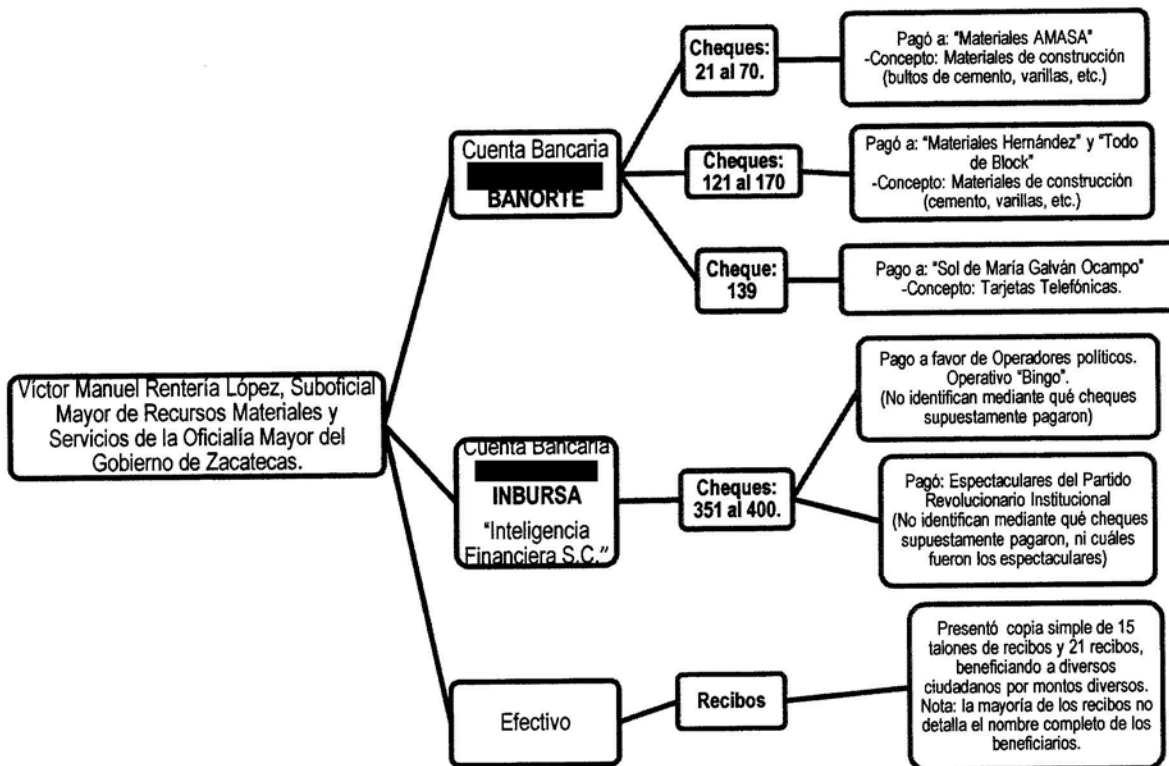 Víctor Manuel Rentería López, Suboficial
Mayor de Recursos Materiales y
Servicios de la Oficialía Mayor del
Gobierno de Zacatecas.
Cuenta Bancaria
BANORTE
Cheques:
21 al 70.
Pagó a: "Materiales AMASA"
-Concepto: Materiales de construcción
(bultos de cemento, varillas, etc.)
Cheques:
121 al 170
Pagó a: "Materiales Hernández" y "Todo
de Block"
-Concepto: Materiales de construcción
(cemento, varillas, etc.)
Cheque:
139
Pago a: "Sol de María Galván Ocampo"
-Concepto: Tarjetas Telefónicas.
Cuenta Bancaria
INBURSA
"Inteligencia
Financiera S.C."
Cheques:
351 al 400.
Pago a favor de Operadores políticos.
Operativo "Bingo".
(No identifican mediante qué cheques
supuestamente pagaron)
Pagó: Espectaculares del Partido
Revolucionario Institucional
(No identifican mediante qué cheques
supuestamente pagaron, ni cuáles
fueron los espectaculares)
Efectivo
Recibos
Presentó copia simple de 15
talones de recibos y 21 recibos,
beneficiando a diversos
ciudadanos por montos diversos.
Nota: la mayoría de los recibos no
detalla el nombre completo de los
beneficiarios.